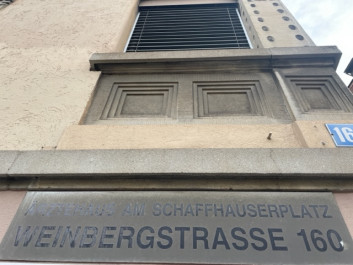 16
AM SCHAFFHAUSERPLATZ
WEINBERGSTRASSE 160